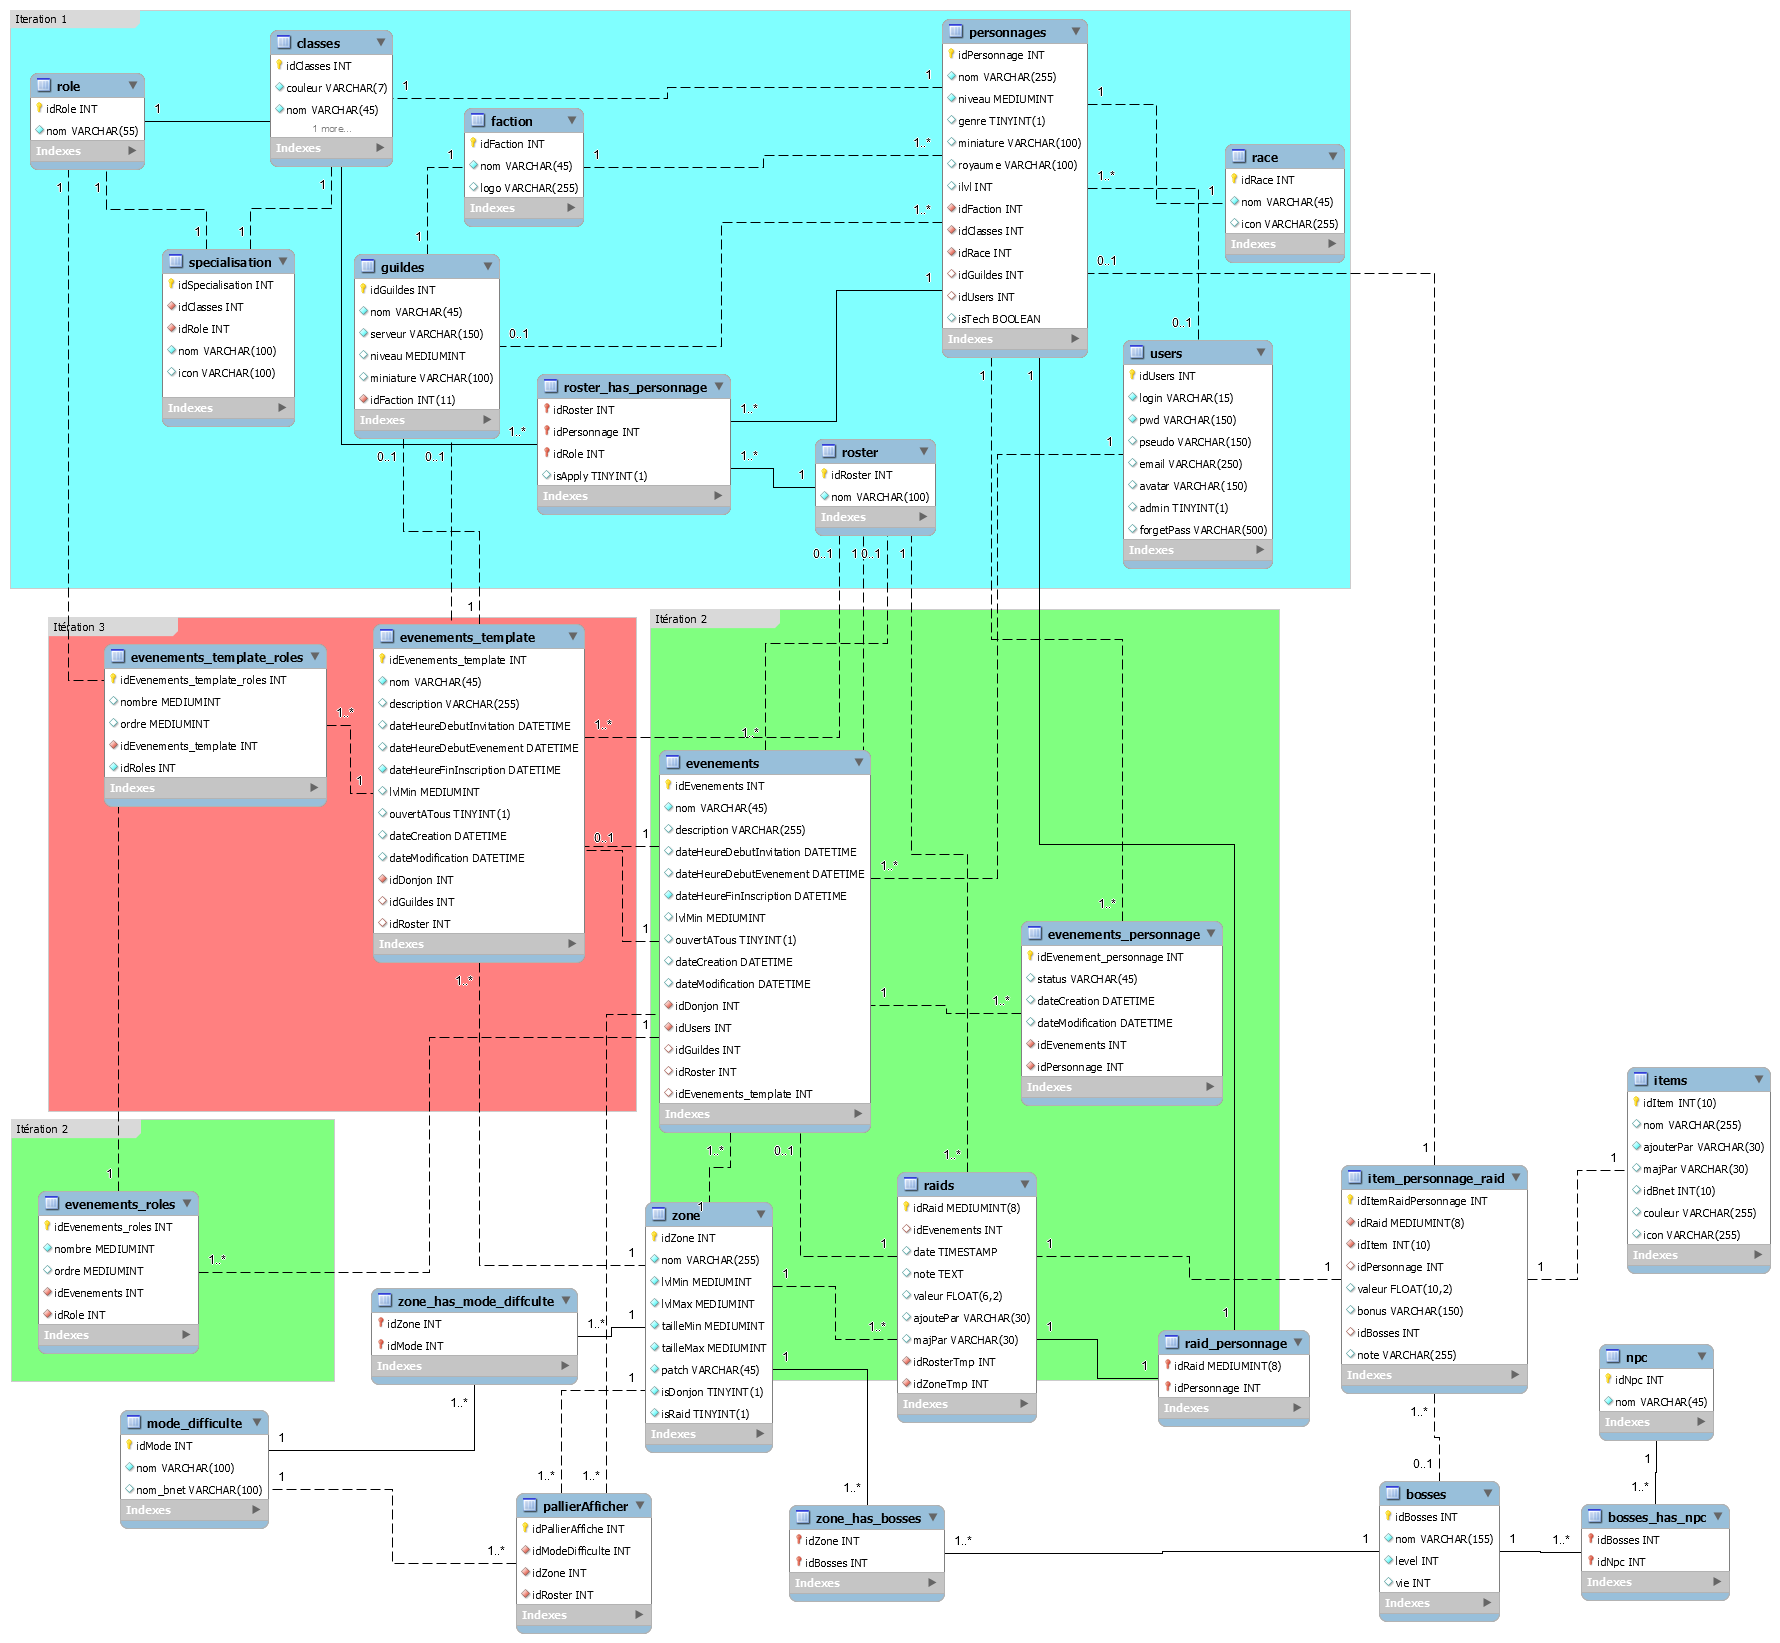 Iteration 1
role
idRole INT
nom VARCHAR(55)
Indexes
classes
idClasses INT
couleur VARCHAR(7)
nom VARCHAR(45)
1 more...
Indexes
faction
idFaction INT
nom VARCHAR(45)
logo VARCHAR(255)
Indexes
personnages
idPersonnage INT
nom VARCHAR(255)
niveau MEDIUMINT
genre TINYINT(1)
miniature VARCHAR(100)
royaume VARCHAR(100)
ilvl INT
idFaction INT
idClasses INT
idRace INT
idGuildes INT
idUsers INT
isTech BOOLEAN
Indexes
race
idRace INT
nom VARCHAR(45)
icon VARCHAR(255)
Indexes
specialisation
idSpecialisation INT
idClasses INT
idRole INT
nom VARCHAR(100)
icon VARCHAR(100)
Indexes
guildes
idGuildes INT
nom VARCHAR(45)
serveur VARCHAR(150)
niveau MEDIUMINT
miniature VARCHAR(100)
idFaction INT(11)
Indexes
roster_has_personnage
idRoster INT
idPersonnage INT
idRole INT
isApply TINYINT(1)
Indexes
roster
idRoster INT
nom VARCHAR(100)
Indexes
users
idUsers INT
login VARCHAR(15)
pwd VARCHAR(150)
pseudo VARCHAR(150)
email VARCHAR(250)
avatar VARCHAR(150)
admin TINYINT(1)
forgetPass VARCHAR(500)
Indexes
1
1
1
1
1
1
1
1
1
1
1
1..*
1
1
1..*
0..1
1..*
0..1
0..1
1
1..*
1..*
1
1..*
1
1
1
0..1
0..1
1
0..1
1
0..1
1
Itération 3
evenements_template_roles
idEvenements_template_roles INT
nombre MEDIUMINT
ordre MEDIUMINT
idEvenements_template INT
idRoles INT
Indexes
evenements_template
idEvenements_template INT
nom VARCHAR(45)
description VARCHAR(255)
dateHeureDebutInvitation DATETIME
dateHeureDebutEvenement DATETIME
dateHeureFinInscription DATETIME
lvlMin MEDIUMINT
ouvertATous TINYINT(1)
dateCreation DATETIME
dateModification DATETIME
idDonjon INT
idGuildes INT
idRoster INT
Indexes
1
1..*
1
1..*
0..1
1..*
Itération 2
evenements
idEvenements INT
nom VARCHAR(45)
description VARCHAR(255)
dateHeureDebutInvitation DATETIME
dateHeureDebutEvenement DATETIME
dateHeureFinInscription DATETIME
lvlMin MEDIUMINT
ouvertATous TINYINT(1)
dateCreation DATETIME
dateModification DATETIME
idDonjon INT
idUsers INT
idGuildes INT
idRoster INT
idEvenements_template INT
Indexes
evenements_personnage
idEvenement_personnage INT
status VARCHAR(45)
dateCreation DATETIME
dateModification DATETIME
idEvenements INT
idPersonnage INT
Indexes
1..*
1
1
1
1..*
1..*
1
1..*
1..*
0..1
1..*
Itération 2
evenements_roles
idEvenements_roles INT
nombre MEDIUMINT
ordre MEDIUMINT
idEvenements INT
idRole INT
Indexes
1
1..*
zone
idZone INT
nom VARCHAR(255)
lvlMin MEDIUMINT
lvlMax MEDIUMINT
tailleMin MEDIUMINT
tailleMax MEDIUMINT
patch VARCHAR(45)
isDonjon TINYINT(1)
isRaid TINYINT(1)
Indexes
1
1
1
1
1
1
raids
idRaid MEDIUMINT(8)
idEvenements INT
date TIMESTAMP
note TEXT
valeur FLOAT(6,2)
ajoutePar VARCHAR(30)
majPar VARCHAR(30)
idRosterTmp INT
idZoneTmp INT
Indexes
1
1..*
1
raid_personnage
idRaid MEDIUMINT(8)
idPersonnage INT
Indexes
1
1
item_personnage_raid
idItemRaidPersonnage INT
idRaid MEDIUMINT(8)
idItem INT(10)
idPersonnage INT
valeur FLOAT(10,2)
bonus VARCHAR(150)
idBosses INT
note VARCHAR(255)
Indexes
1
1
1
1..*
items
idItem INT(10)
nom VARCHAR(255)
ajouterPar VARCHAR(30)
majPar VARCHAR(30)
idBnet INT(10)
couleur VARCHAR(255)
icon VARCHAR(255)
Indexes
1
zone_has_mode_diffculte
idZone INT
idMode INT
Indexes
1..*
1..*
mode_difficulte
idMode INT
nom VARCHAR(100)
nom_bnet VARCHAR(100)
Indexes
1
1
pallierAfficher
idPallierAffiche INT
idModeDifficulte INT
idZone INT
idRoster INT
Indexes
1..*
1..*
1..*
zone_has_bosses
idZone INT
idBosses INT
Indexes
1..*
1..*
npc
idNpc INT
nom VARCHAR(45)
Indexes
1
bosses
idBosses INT
nom VARCHAR(155)
level INT
vie INT
Indexes
0..1
1
1
bosses_has_npc
idBosses INT
idNpc INT
Indexes
1..*
1..*